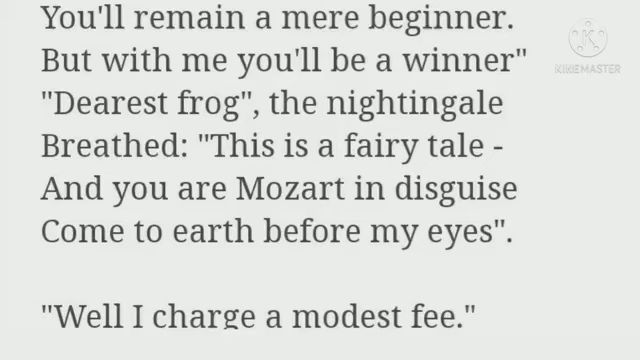 You'll remain a mere beginner.
But with me you'll be a winner"
"Dearest frog", the nightingale
Breathed: "This is a fairy tale -
And you are Mozart in disguise
Come to earth before my eyes".
"Well I charge a modest fee."
KINEMASTER